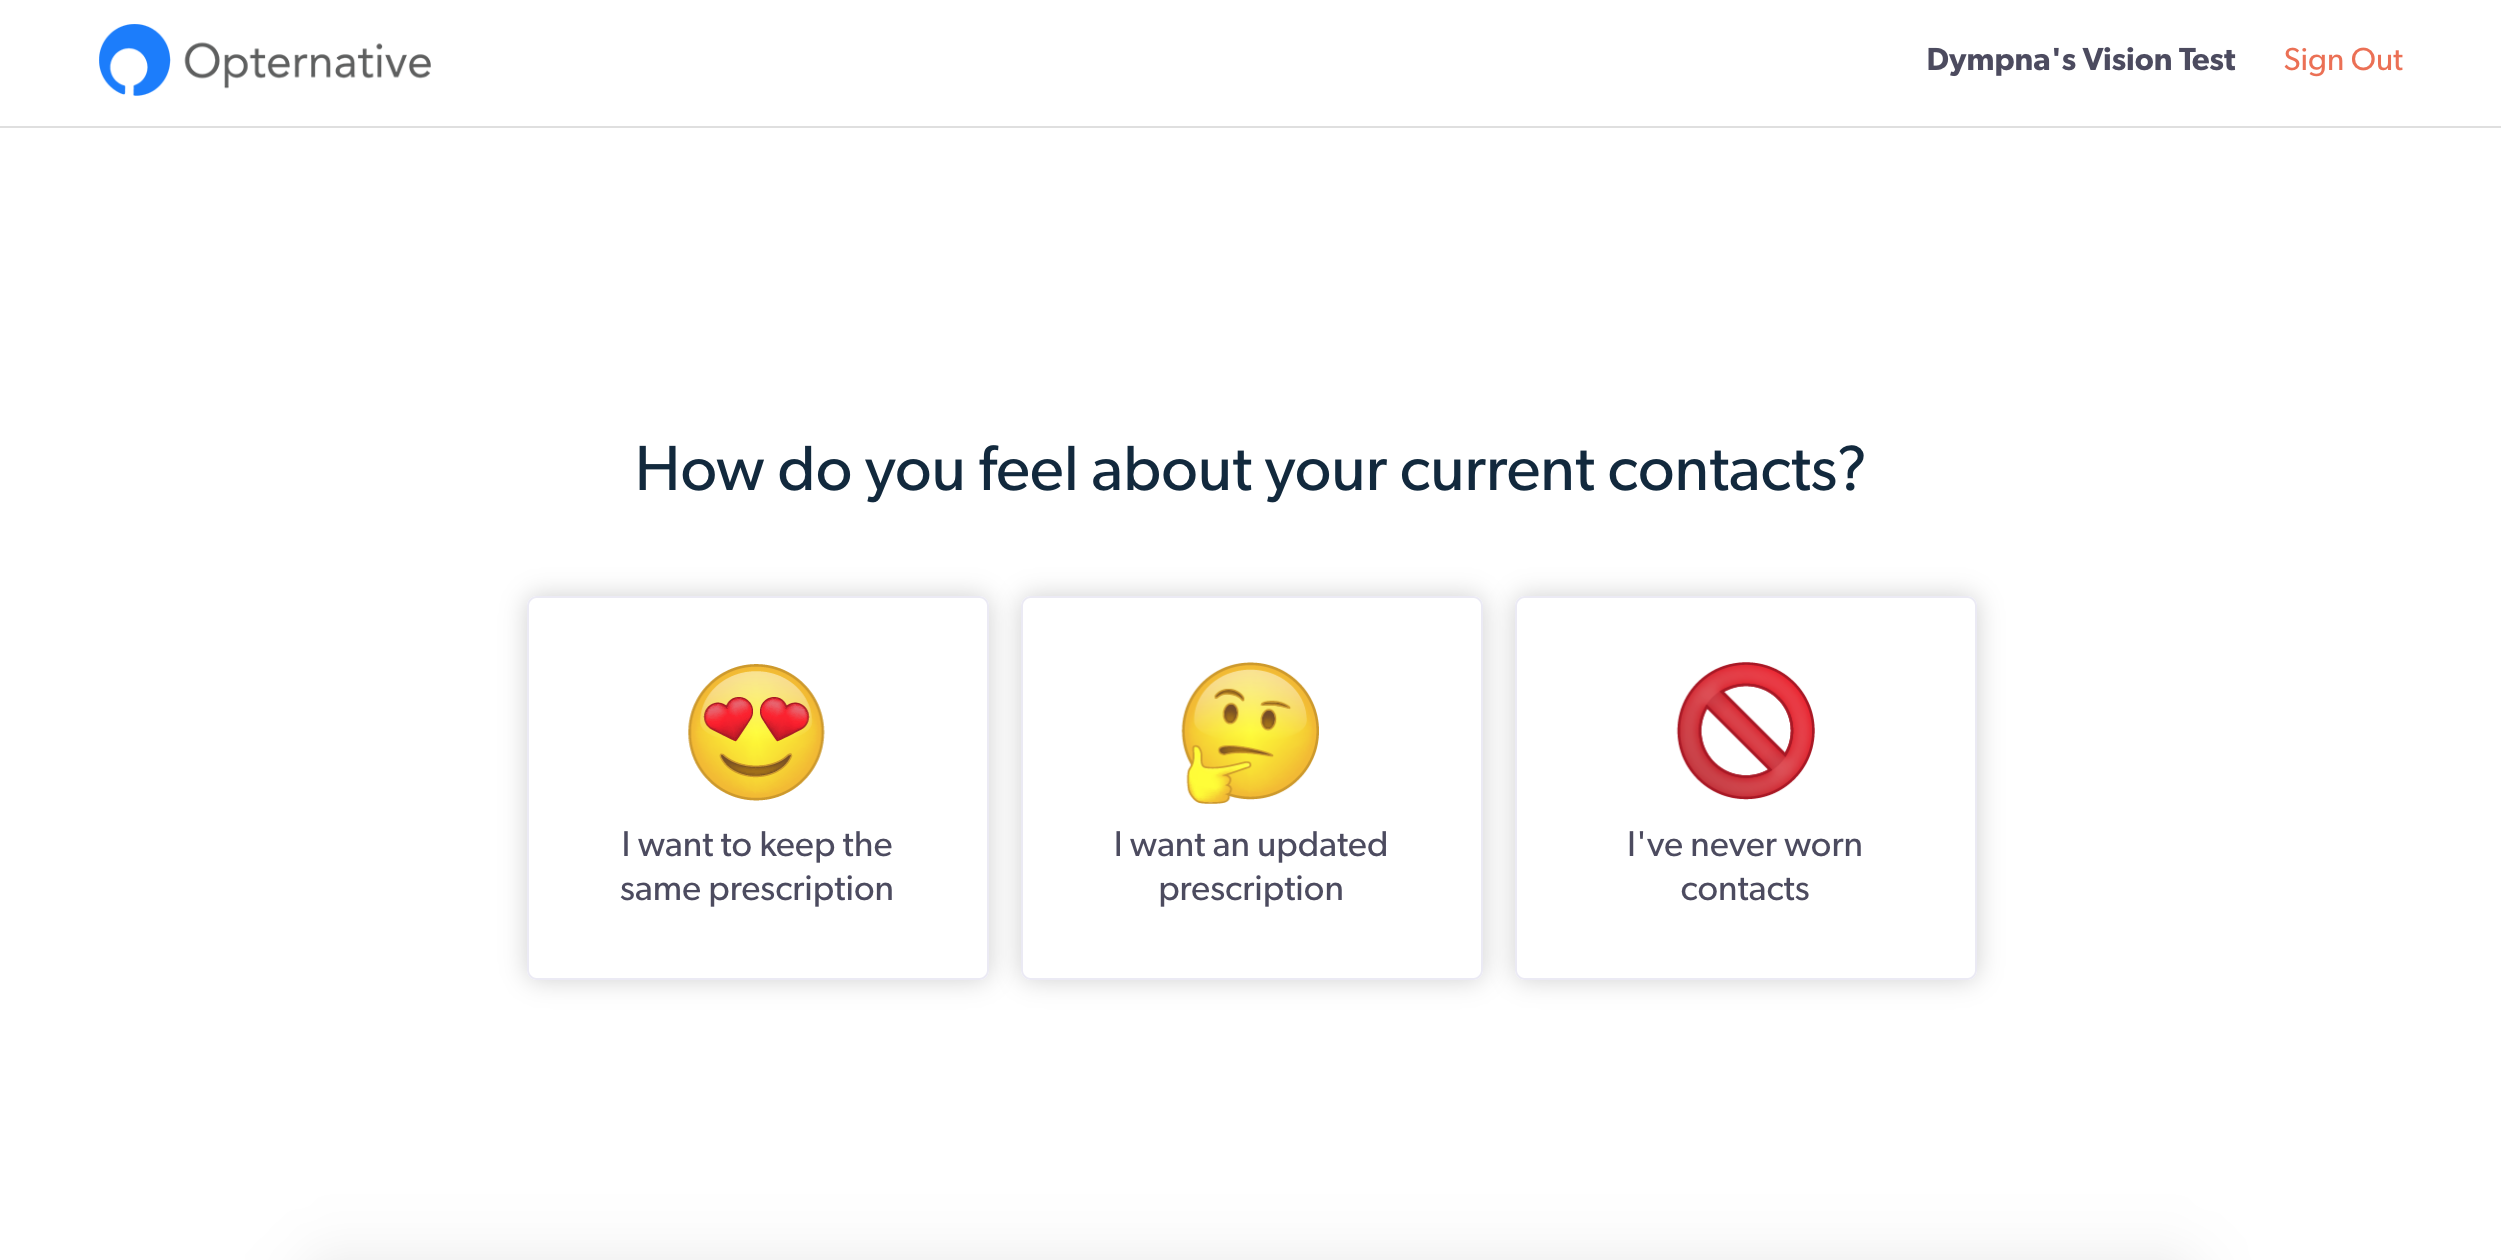 Opternative
Dympna's Vision Test
Sign Out
How do you feel about your current contacts?
I want to keep the
same prescription
I want an updated
prescription
I've never worn
contacts